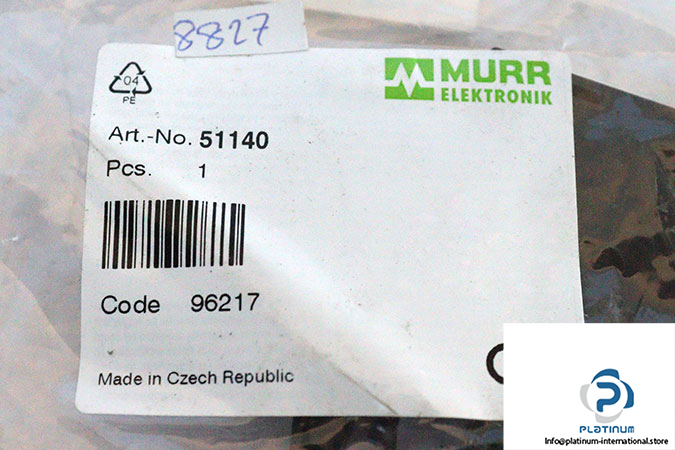 8827
04
PE
MURR
ELEKTRONIK
Art.-No. 51140
Pcs. 1
Code 96217
Made in Czech Republic
PLATINUM
Info@platinum-international.store